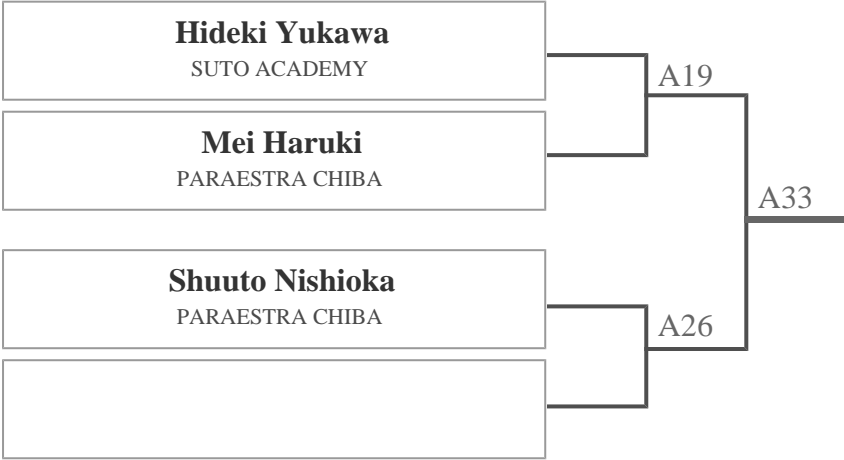 Hideki Yukawa
SUTO ACADEMY
A19
Mei Haruki
PARAESTRA CHIBA
A33
Shuuto Nishioka
PARAESTRA CHIBA
A26